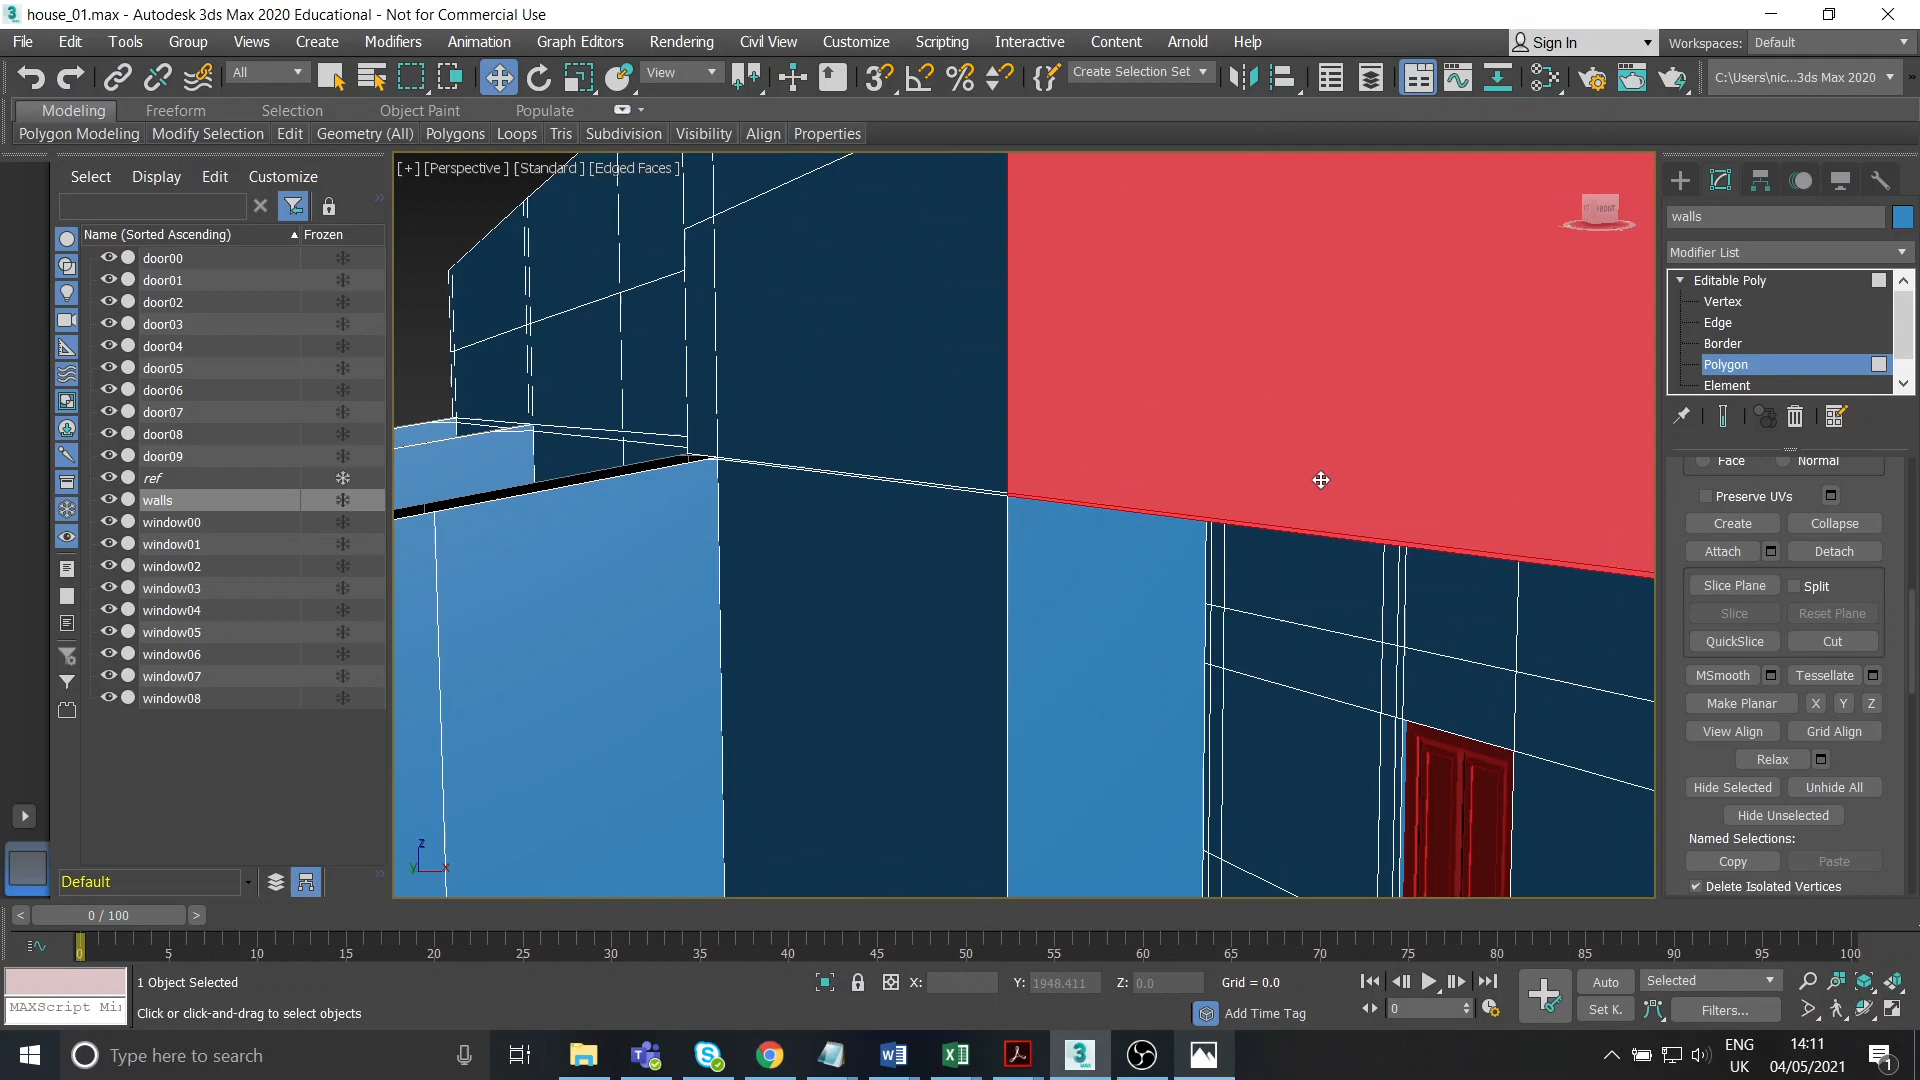 house_01.max - Autodesk 3ds Max 2020 Educational - Not for Commercial Use
File Edit Tools Group Views Create Modifiers Animation Graph Editors Rendering Civil View Customize Scripting Interactive Content Arnold Help
Sign In
Workspaces: Default
All
View
Create Selection Set
C:\Users\nic...3ds Max 2020
Modeling Freeform Selection Object Paint Populate
Polygon Modeling Modify Selection Edit Geometry (All) Polygons Loops Tris Subdivision Visibility Align Properties
Select Display Edit Customize
Name (Sorted Ascending) Frozen
door00
door01
door02
door03
door04
door05
door06
door07
door08
door09
ref
walls
window00
window01
window02
window03
window04
window05
window06
window07
window08
Default
[+] [Perspective ] [Standard ] [Edged Faces ]
FRONT
z
y x
walls
Modifier List
Editable Poly
Vertex
Edge
Border
Polygon
Element
Face Normal
Preserve UVs
Create Collapse
Attach Detach
Slice Plane Split
Slice Reset Plane
QuickSlice Cut
MSmooth Tessellate
Make Planar X Y Z
View Align Grid Align
Relax
Hide Selected Unhide All
Hide Unselected
Named Selections:
Copy Paste
Delete Isolated Vertices
< 0 / 100 >
0 5 10 15 20 25 30 35 40 45 50 55 60 65 70 75 80 85 90 95 100
1 Object Selected
X: Y: 1948.411 Z: 0.0 Grid = 0.0
Auto Selected
MAXScript Mi
Click or click-and-drag to select objects
Add Time Tag
0
Set K. Filters...
Type here to search
ENG
UK
14:11
04/05/2021
1